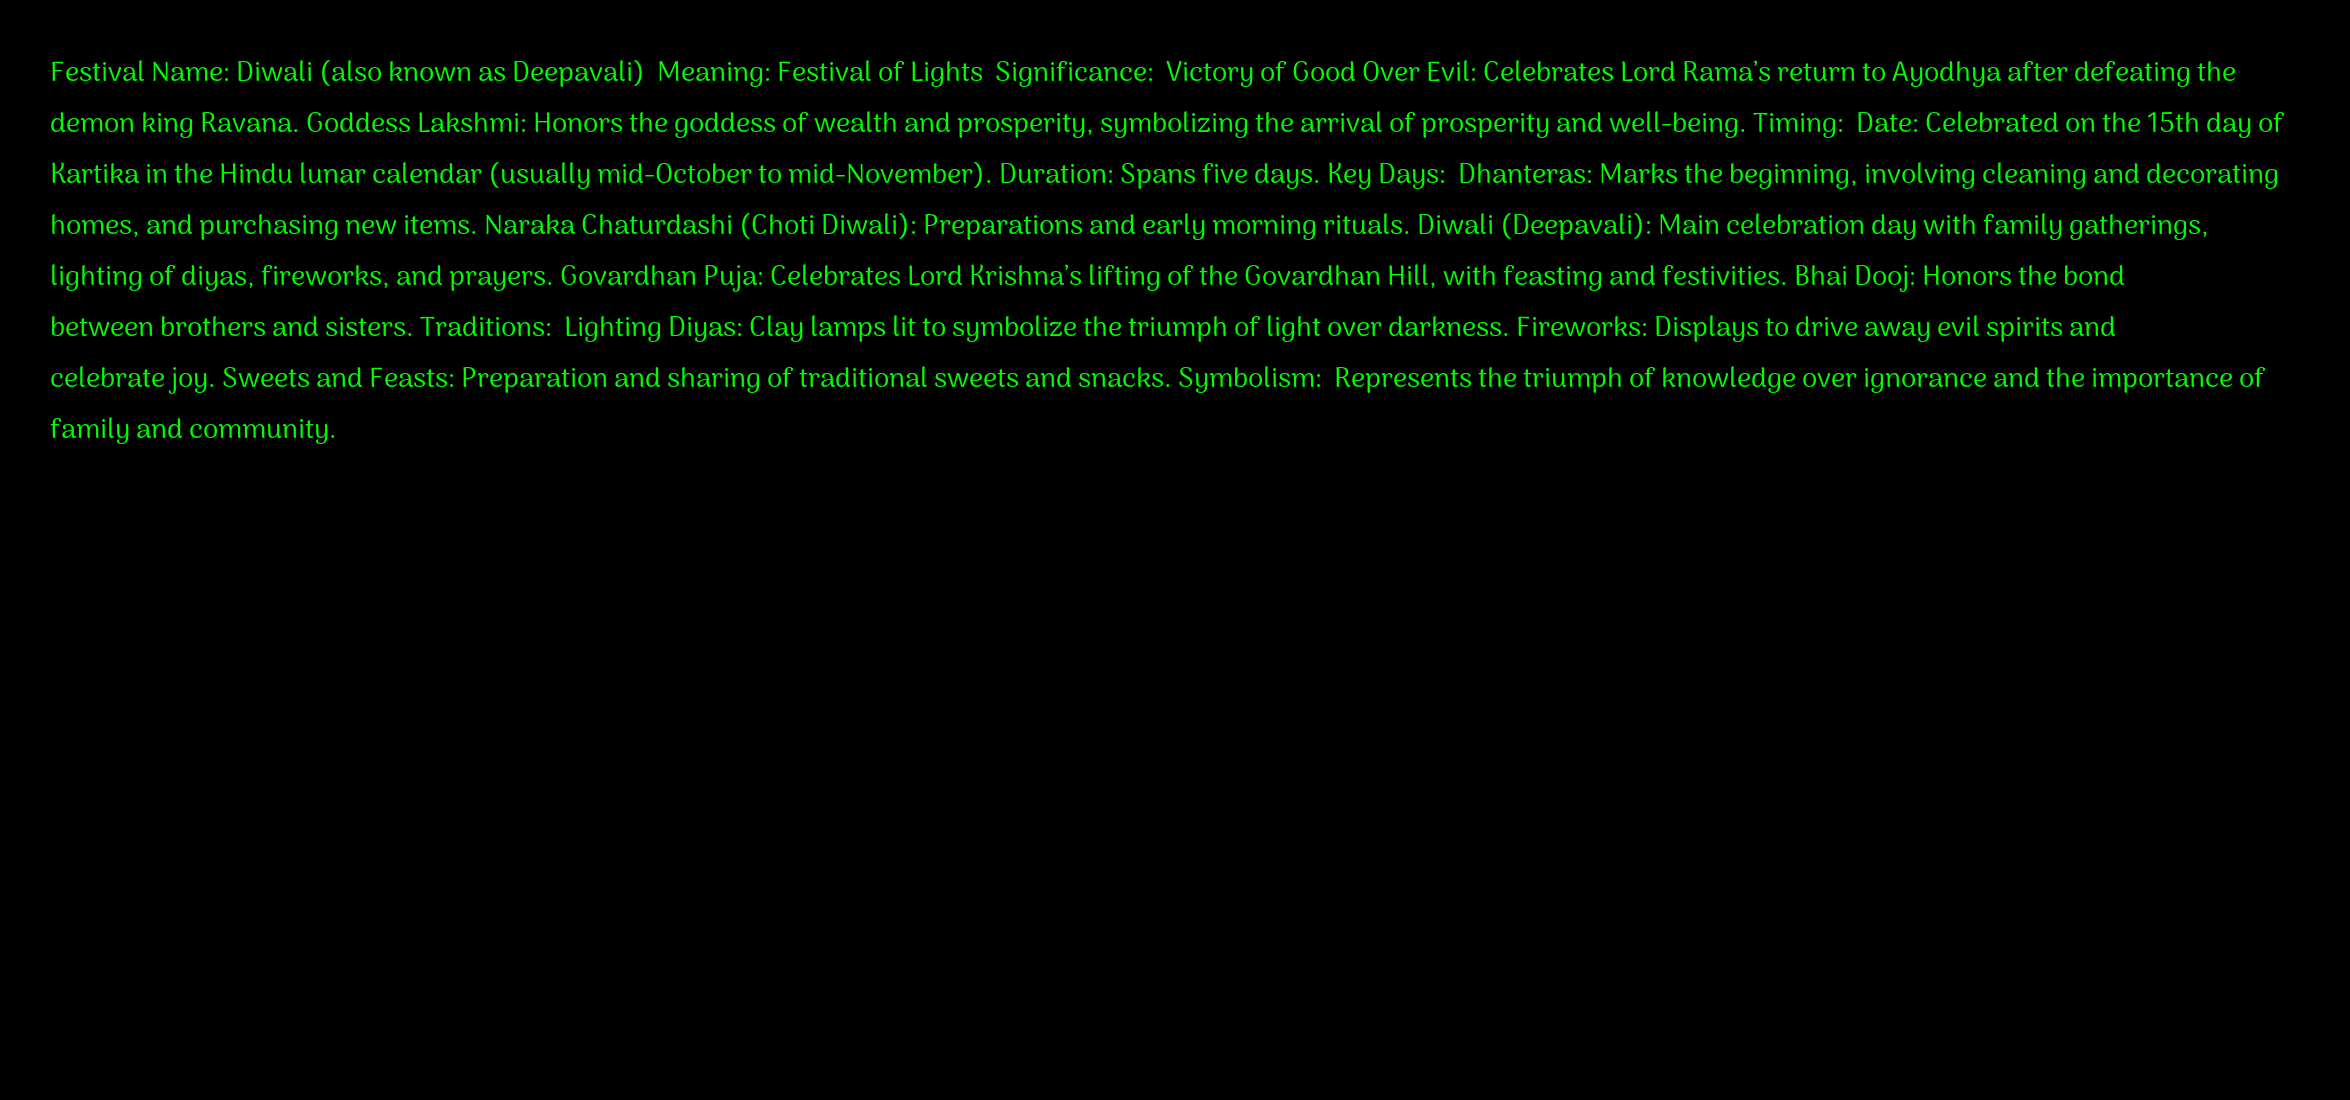 Festival Name: Diwali (also known as Deepavali)  Meaning: Festival of Lights  Significance:  Victory of Good Over Evil: Celebrates Lord Rama’s return to Ayodhya after defeating the
demon king Ravana. Goddess Lakshmi: Honors the goddess of wealth and prosperity, symbolizing the arrival of prosperity and well-being. Timing:  Date: Celebrated on the 15th day of
Kartika in the Hindu lunar calendar (usually mid-October to mid-November). Duration: Spans five days. Key Days:  Dhanteras: Marks the beginning, involving cleaning and decorating
homes, and purchasing new items. Naraka Chaturdashi (Choti Diwali): Preparations and early morning rituals. Diwali (Deepavali): Main celebration day with family gatherings,
lighting of diyas, fireworks, and prayers. Govardhan Puja: Celebrates Lord Krishna’s lifting of the Govardhan Hill, with feasting and festivities. Bhai Dooj: Honors the bond
between brothers and sisters. Traditions:  Lighting Diyas: Clay lamps lit to symbolize the triumph of light over darkness. Fireworks: Displays to drive away evil spirits and
celebrate joy. Sweets and Feasts: Preparation and sharing of traditional sweets and snacks. Symbolism:  Represents the triumph of knowledge over ignorance and the importance of
family and community.